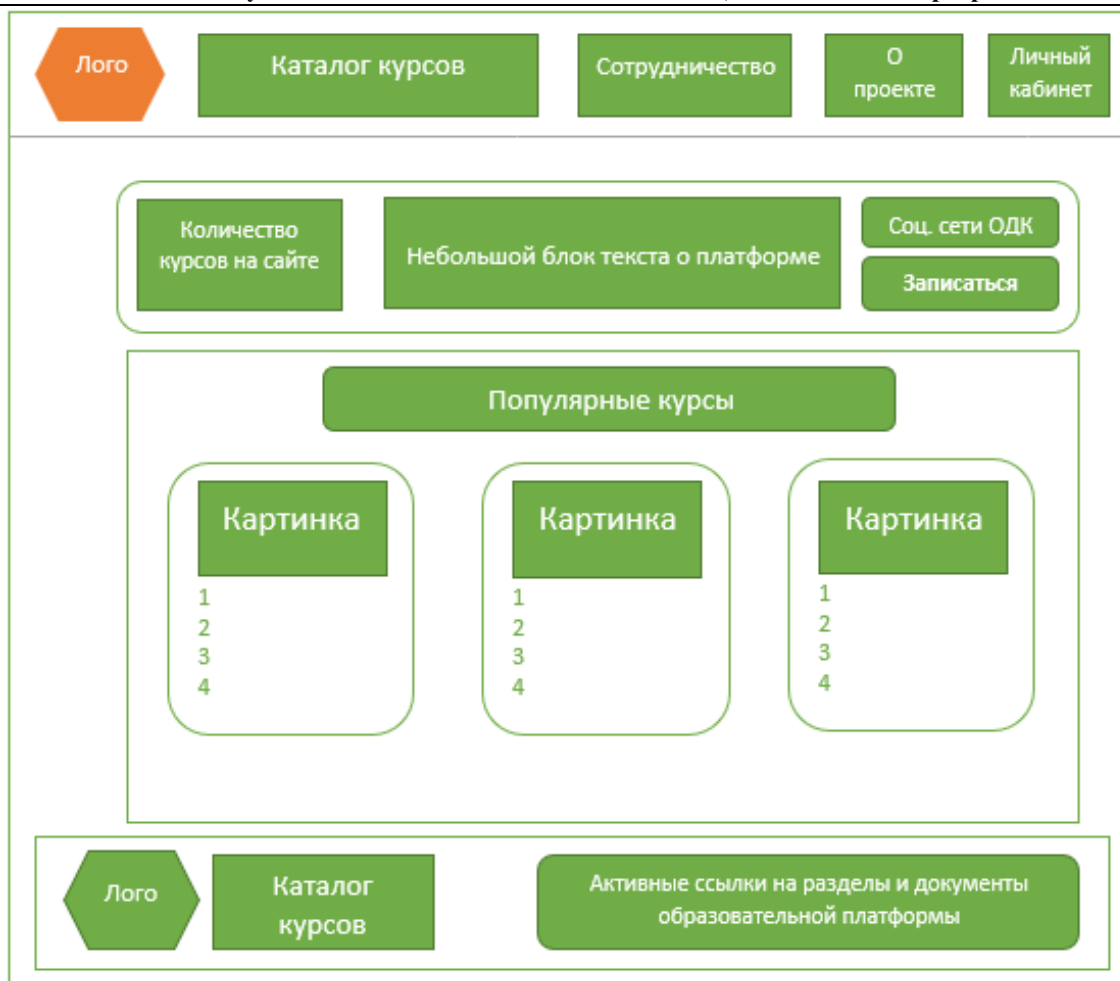 Лого
Каталог курсов
Сотрудничество
О
проекте
Личный
кабинет
Количество
курсов на сайте
Небольшой блок текста о платформе
Соц. сети ОДК
Записаться
Популярные курсы
Картинка
1
2
3
4
Картинка
1
2
3
4
Картинка
1
2
3
4
Лого
Каталог
курсов
Активные ссылки на разделы и документы
образовательной платформы